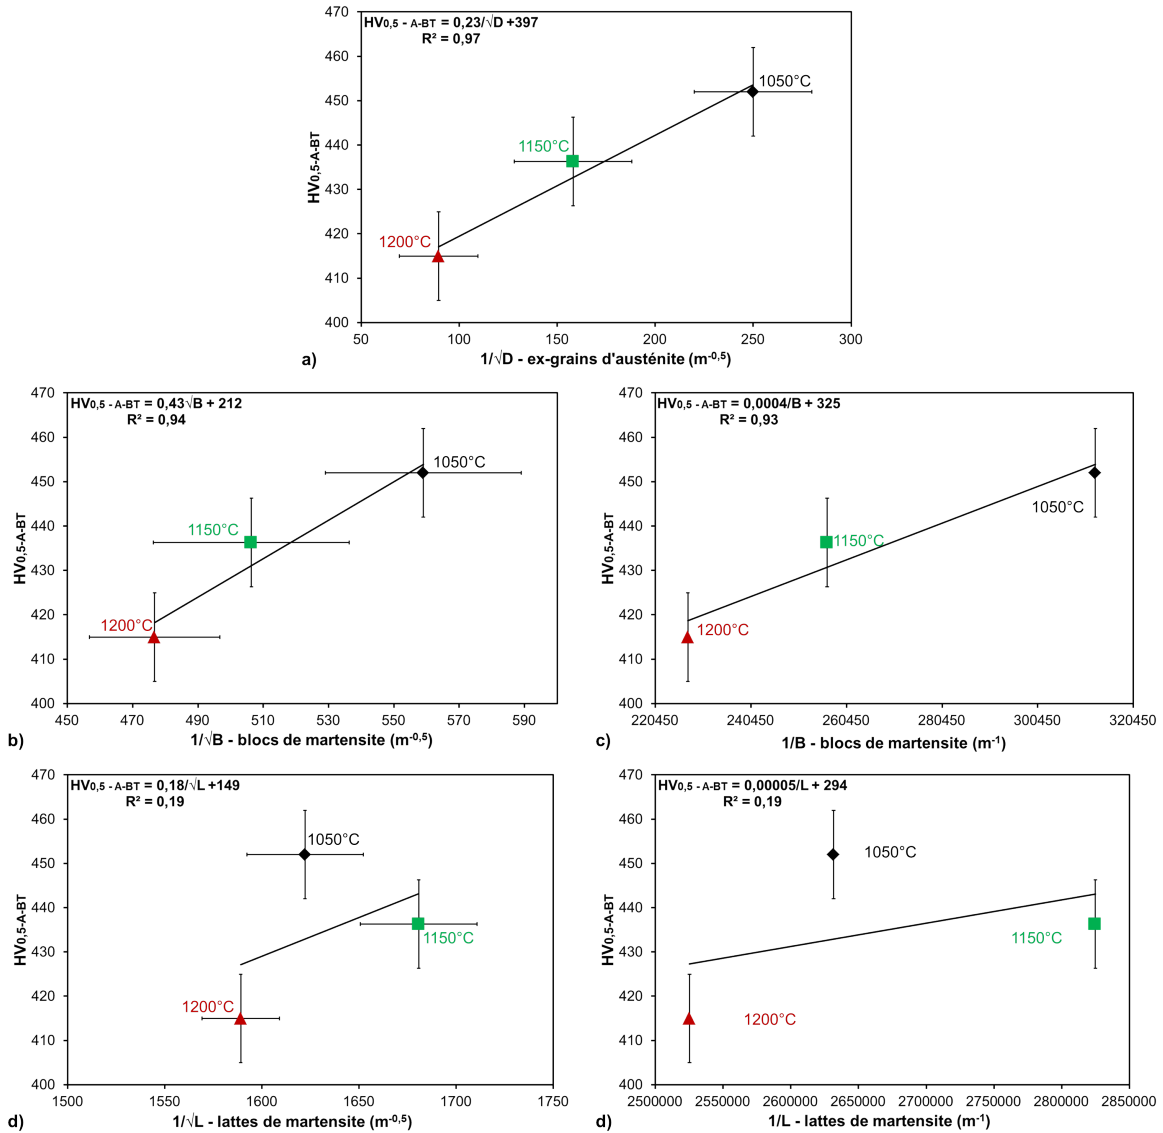 HV0,5 - A-BT = 0,23/√D +397
R² = 0,97
470
460
450
440
430
420
410
400
HV0,5-A-BT
1050°C
1150°C
1200°C
50
100
150
200
250
300
a)
1/√D - ex-grains d'austénite (m-0,5)
HV0,5 - A-BT = 0,43√B + 212
R² = 0,94
470
460
450
440
430
420
410
400
HV0,5-A-BT
1050°C
1150°C
1200°C
450
470
490
510
530
550
570
590
b)
1/√B - blocs de martensite (m-0,5)
HV0,5 - A-BT = 0,0004/B + 325
R² = 0,93
470
460
450
440
430
420
410
400
HV0,5-A-BT
1050°C
1150°C
1200°C
220450
240450
260450
280450
300450
320450
c)
1/B - blocs de martensite (m-1)
HV0,5 - A-BT = 0,18/√L +149
R² = 0,19
470
460
450
440
430
420
410
400
HV0,5-A-BT
1050°C
1150°C
1200°C
1500
1550
1600
1650
1700
1750
d)
1/√L - lattes de martensite (m-0,5)
HV0,5 - A-BT = 0,00005/L + 294
R² = 0,19
470
460
450
440
430
420
410
400
HV0,5-A-BT
1050°C
1150°C
1200°C
2500000
2550000
2600000
2650000
2700000
2750000
2800000
2850000
d)
1/L - lattes de martensite (m-1)